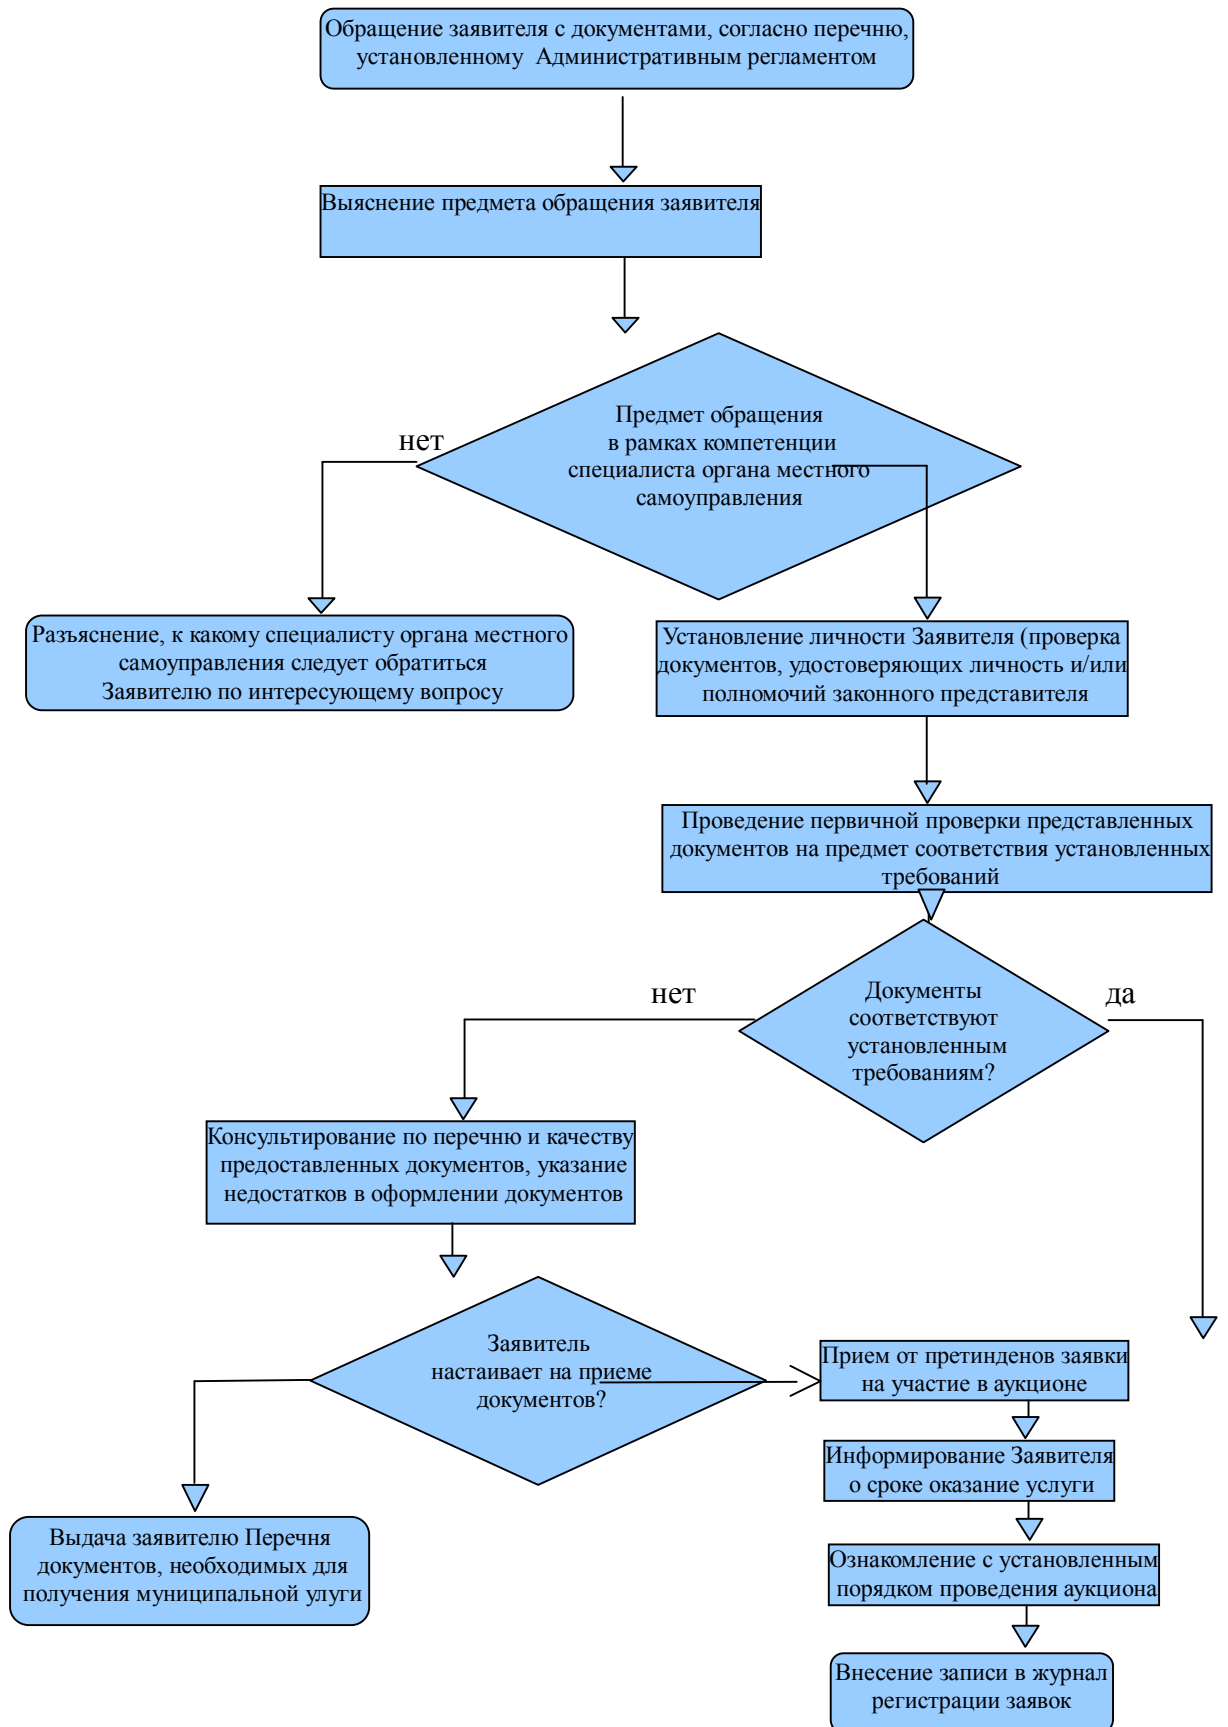 Обращение заявителя с документами, согласно перечню,
установленному Административным регламентом
Выяснение предмета обращения заявителя
Предмет обращения
в рамках компетенции
специалиста органа местного
самоуправления
нет
Разъяснение, к какому специалисту органа местного
самоуправления следует обратиться
Заявителю по интересующему вопросу
Установление личности Заявителя (проверка
документов, удостоверяющих личность и/или
полномочий законного представителя
Проведение первичной проверки представленных
документов на предмет соответствия установленных
требований
нет
Документы
соответствуют
установленным
требованиям?
да
Консультирование по перечню и качеству
предоставленных документов, указание
недостатков в оформлении документов
Заявитель
настаивает на приеме
документов?
Прием от претинденов заявки
на участие в аукционе
Информирование Заявителя
о сроке оказание услуги
Выдача заявителю Перечня
документов, необходимых для
получения муниципальной улуги
Ознакомление с установленным
порядком проведения аукциона
Внесение записи в журнал
регистрации заявок